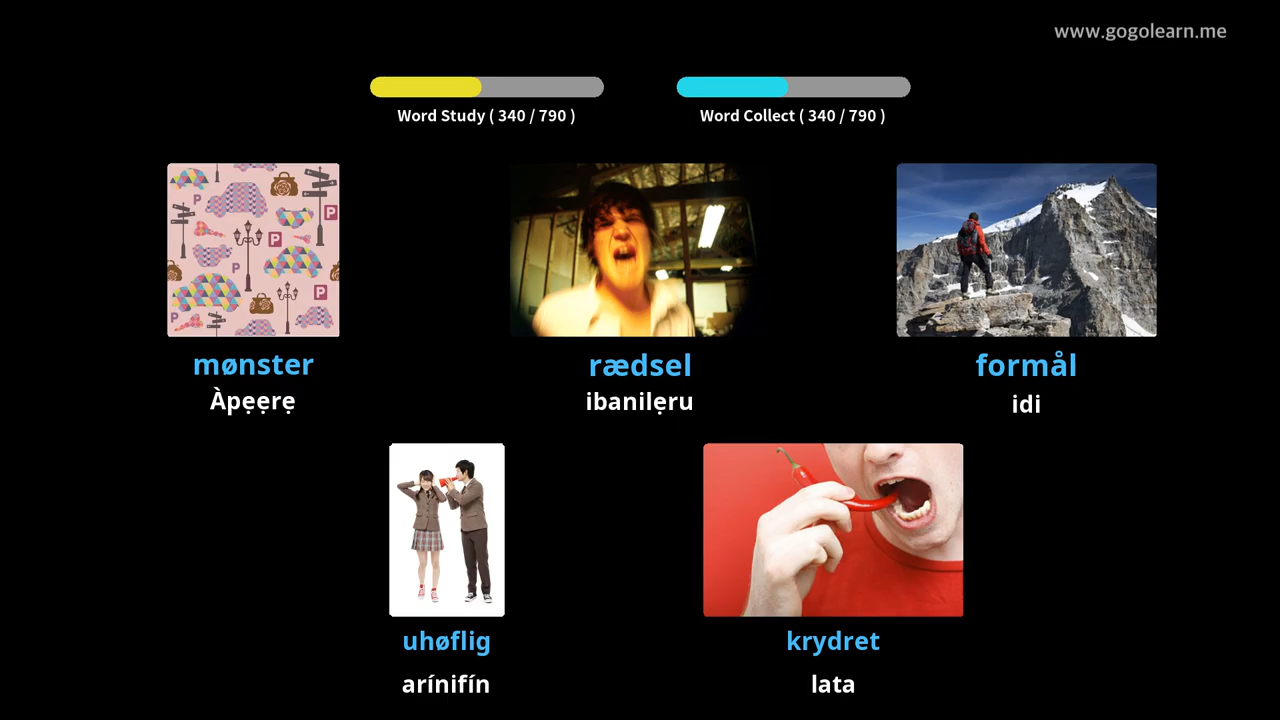 www.gogolearn.me
Word Study ( 340 / 790 )
Word Collect ( 340 / 790 )
P
P
P
P
P
P
mønster
Àpẹẹrẹ
rædsel
ibanilẹru
formål
idi
uhøflig
arínifín
krydret
lata